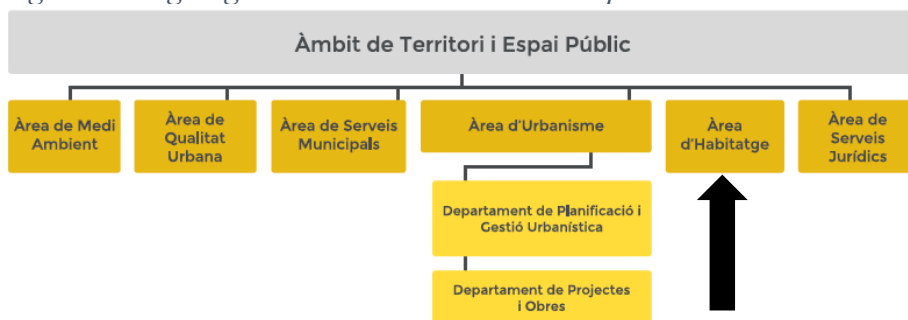 Àmbit de Territori i Espai Públic
Àrea de Medi
Ambient
Àrea de
Qualitat
Urbana
Àrea de Serveis
Municipals
Àrea d'Urbanisme
Àrea
d'Habitatge
Àrea de
Serveis
Jurídics
Departament de Planificació i
Gestió Urbanística
Departament de Projectes
i Obres